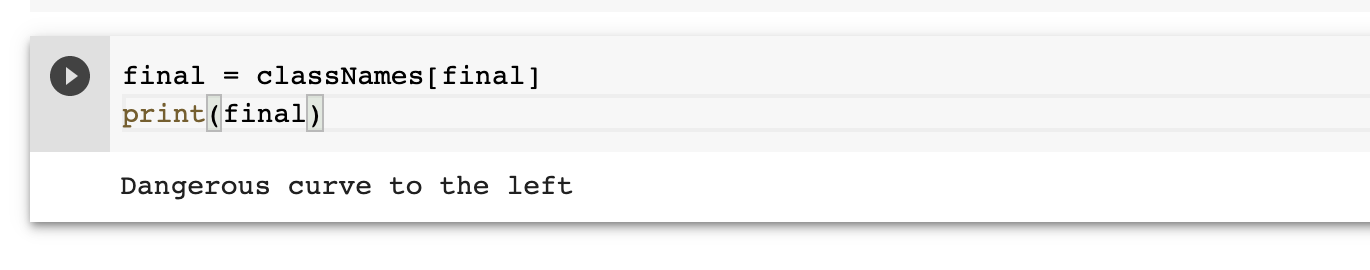 final = classNames[final]
print(final)
Dangerous curve to the left